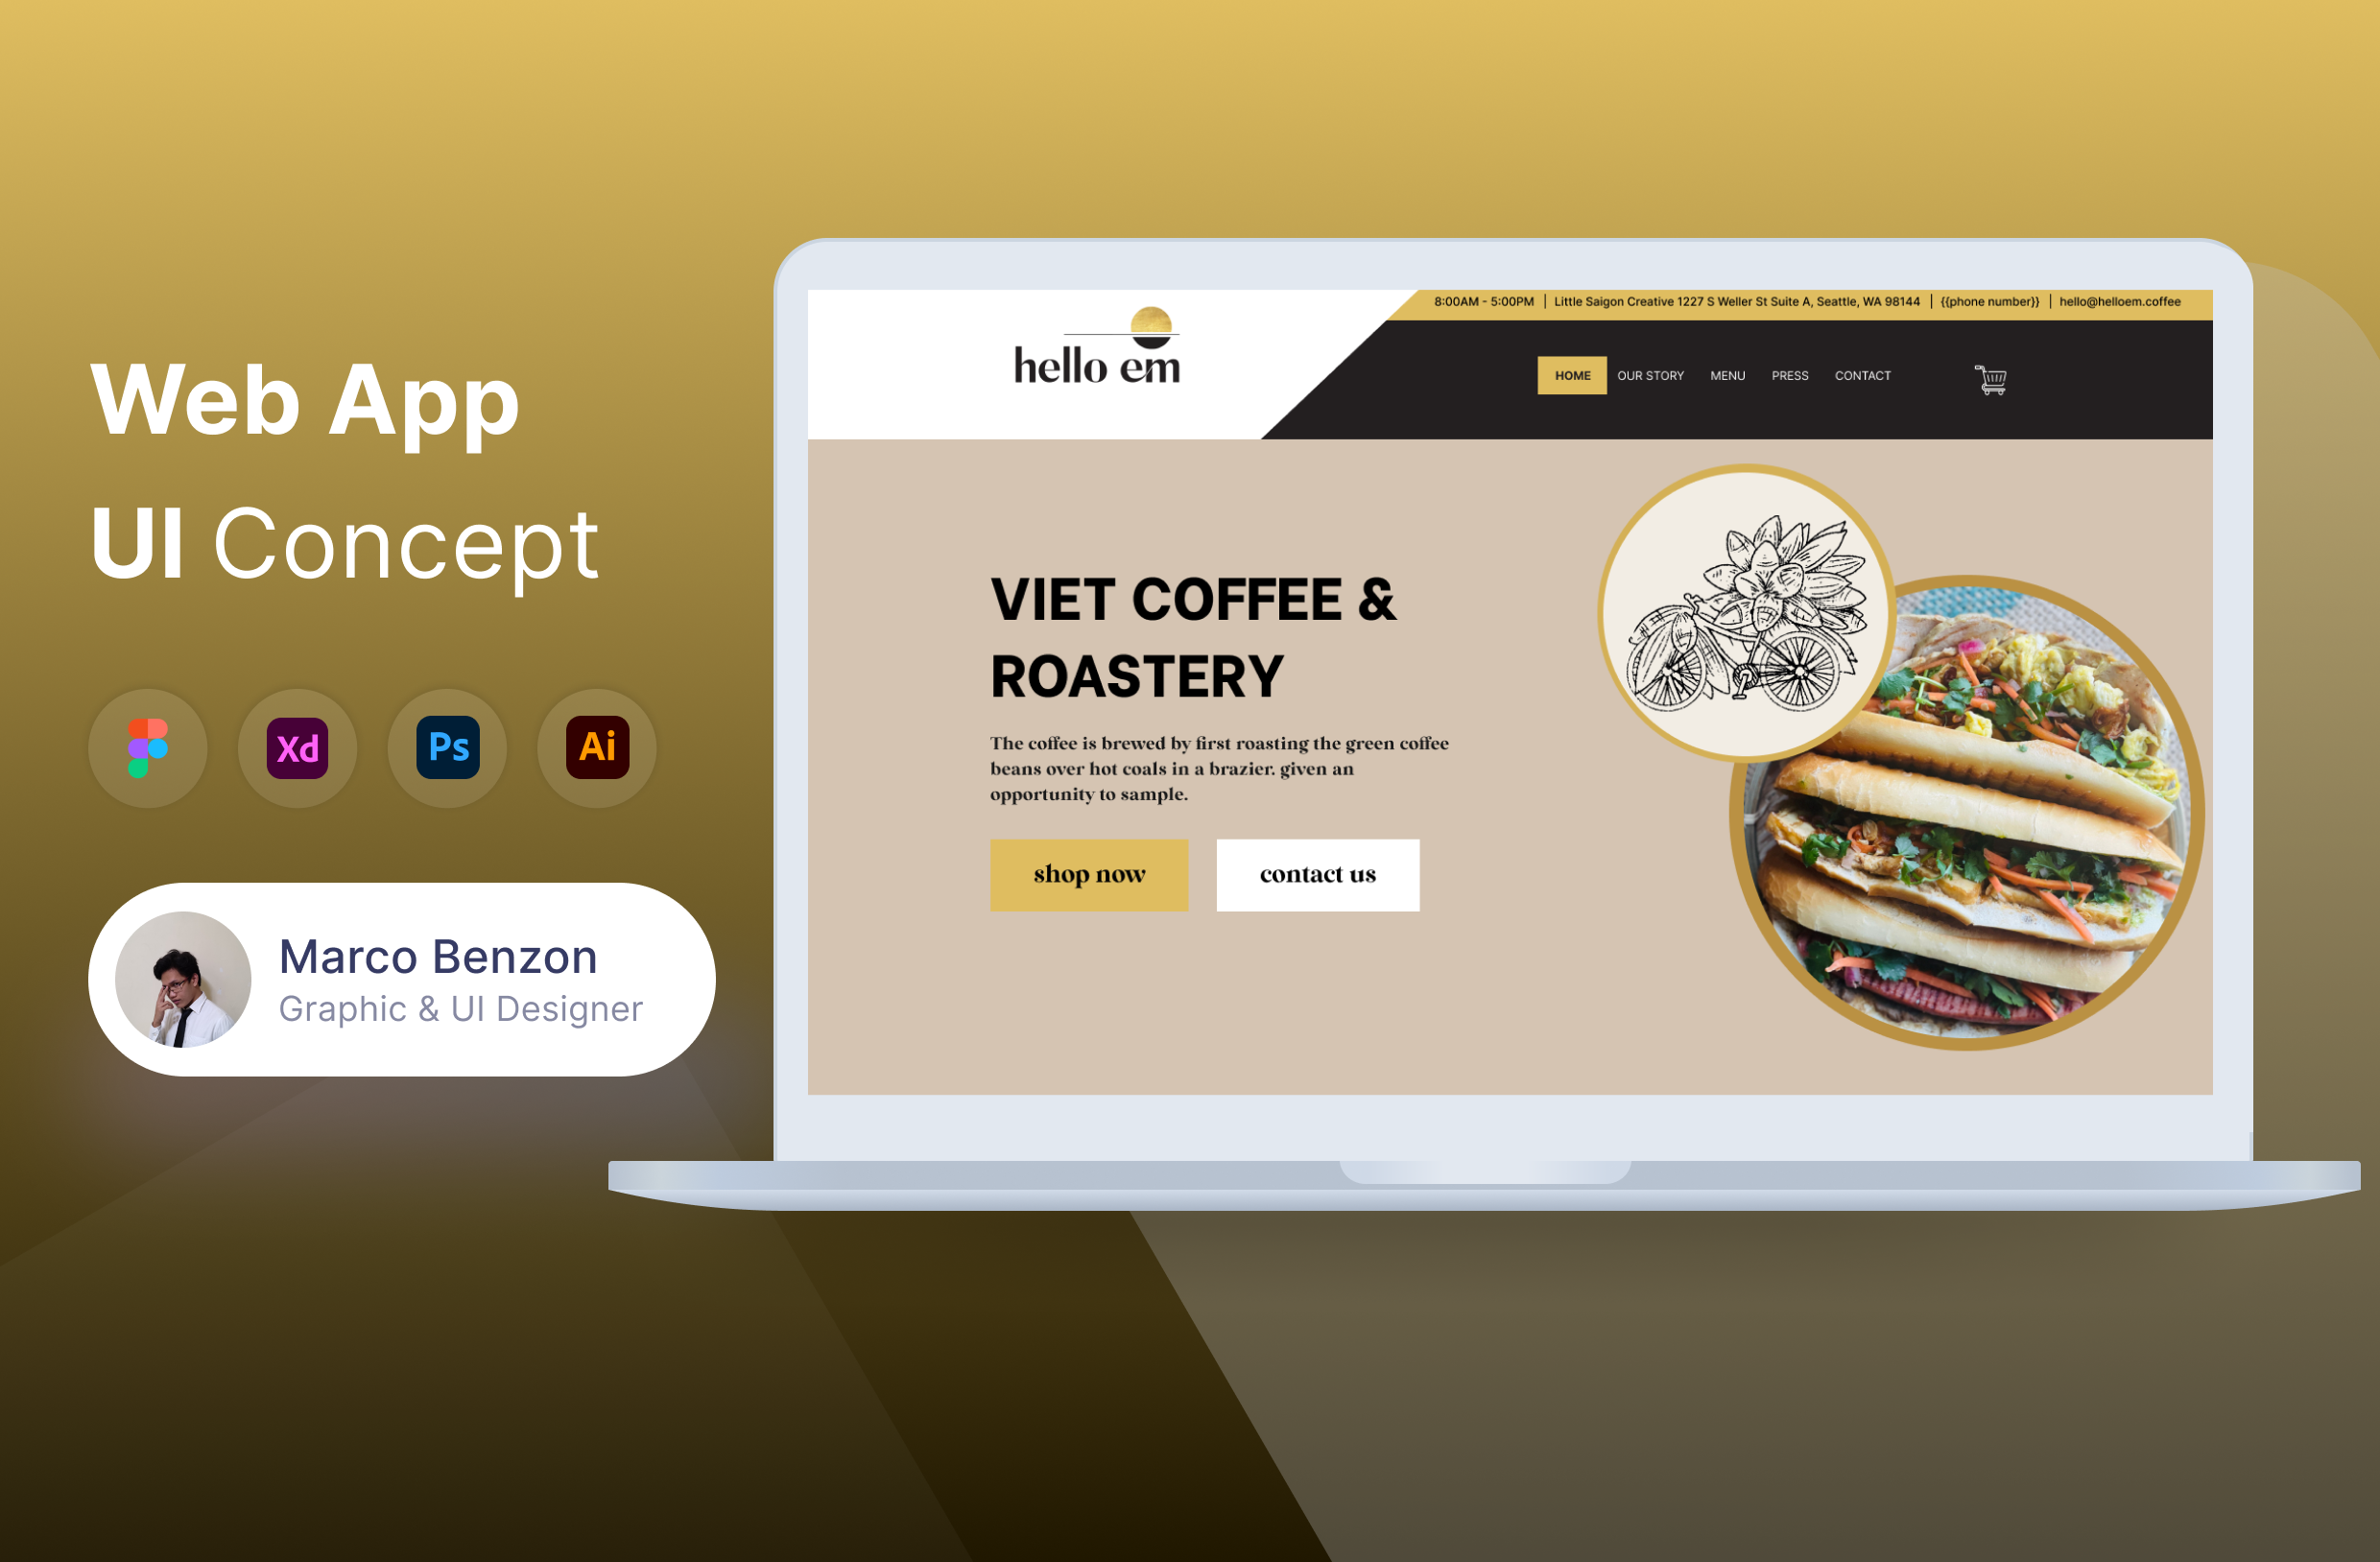 Web App
UI Concept
Xd
Ps
Ai
Marco Benzon
Graphic & UI Designer
hello em
8:00AM - 5:00PM | Little Saigon Creative 1227 S Weller St Suite A, Seattle, WA 98144 | {{phone number}} | hello@helloem.coffee
HOME OUR STORY MENU PRESS CONTACT
VIET COFFEE &
ROASTERY
The coffee is brewed by first roasting the green coffee
beans over hot coals in a brazier. given an
opportunity to sample.
shop now
contact us